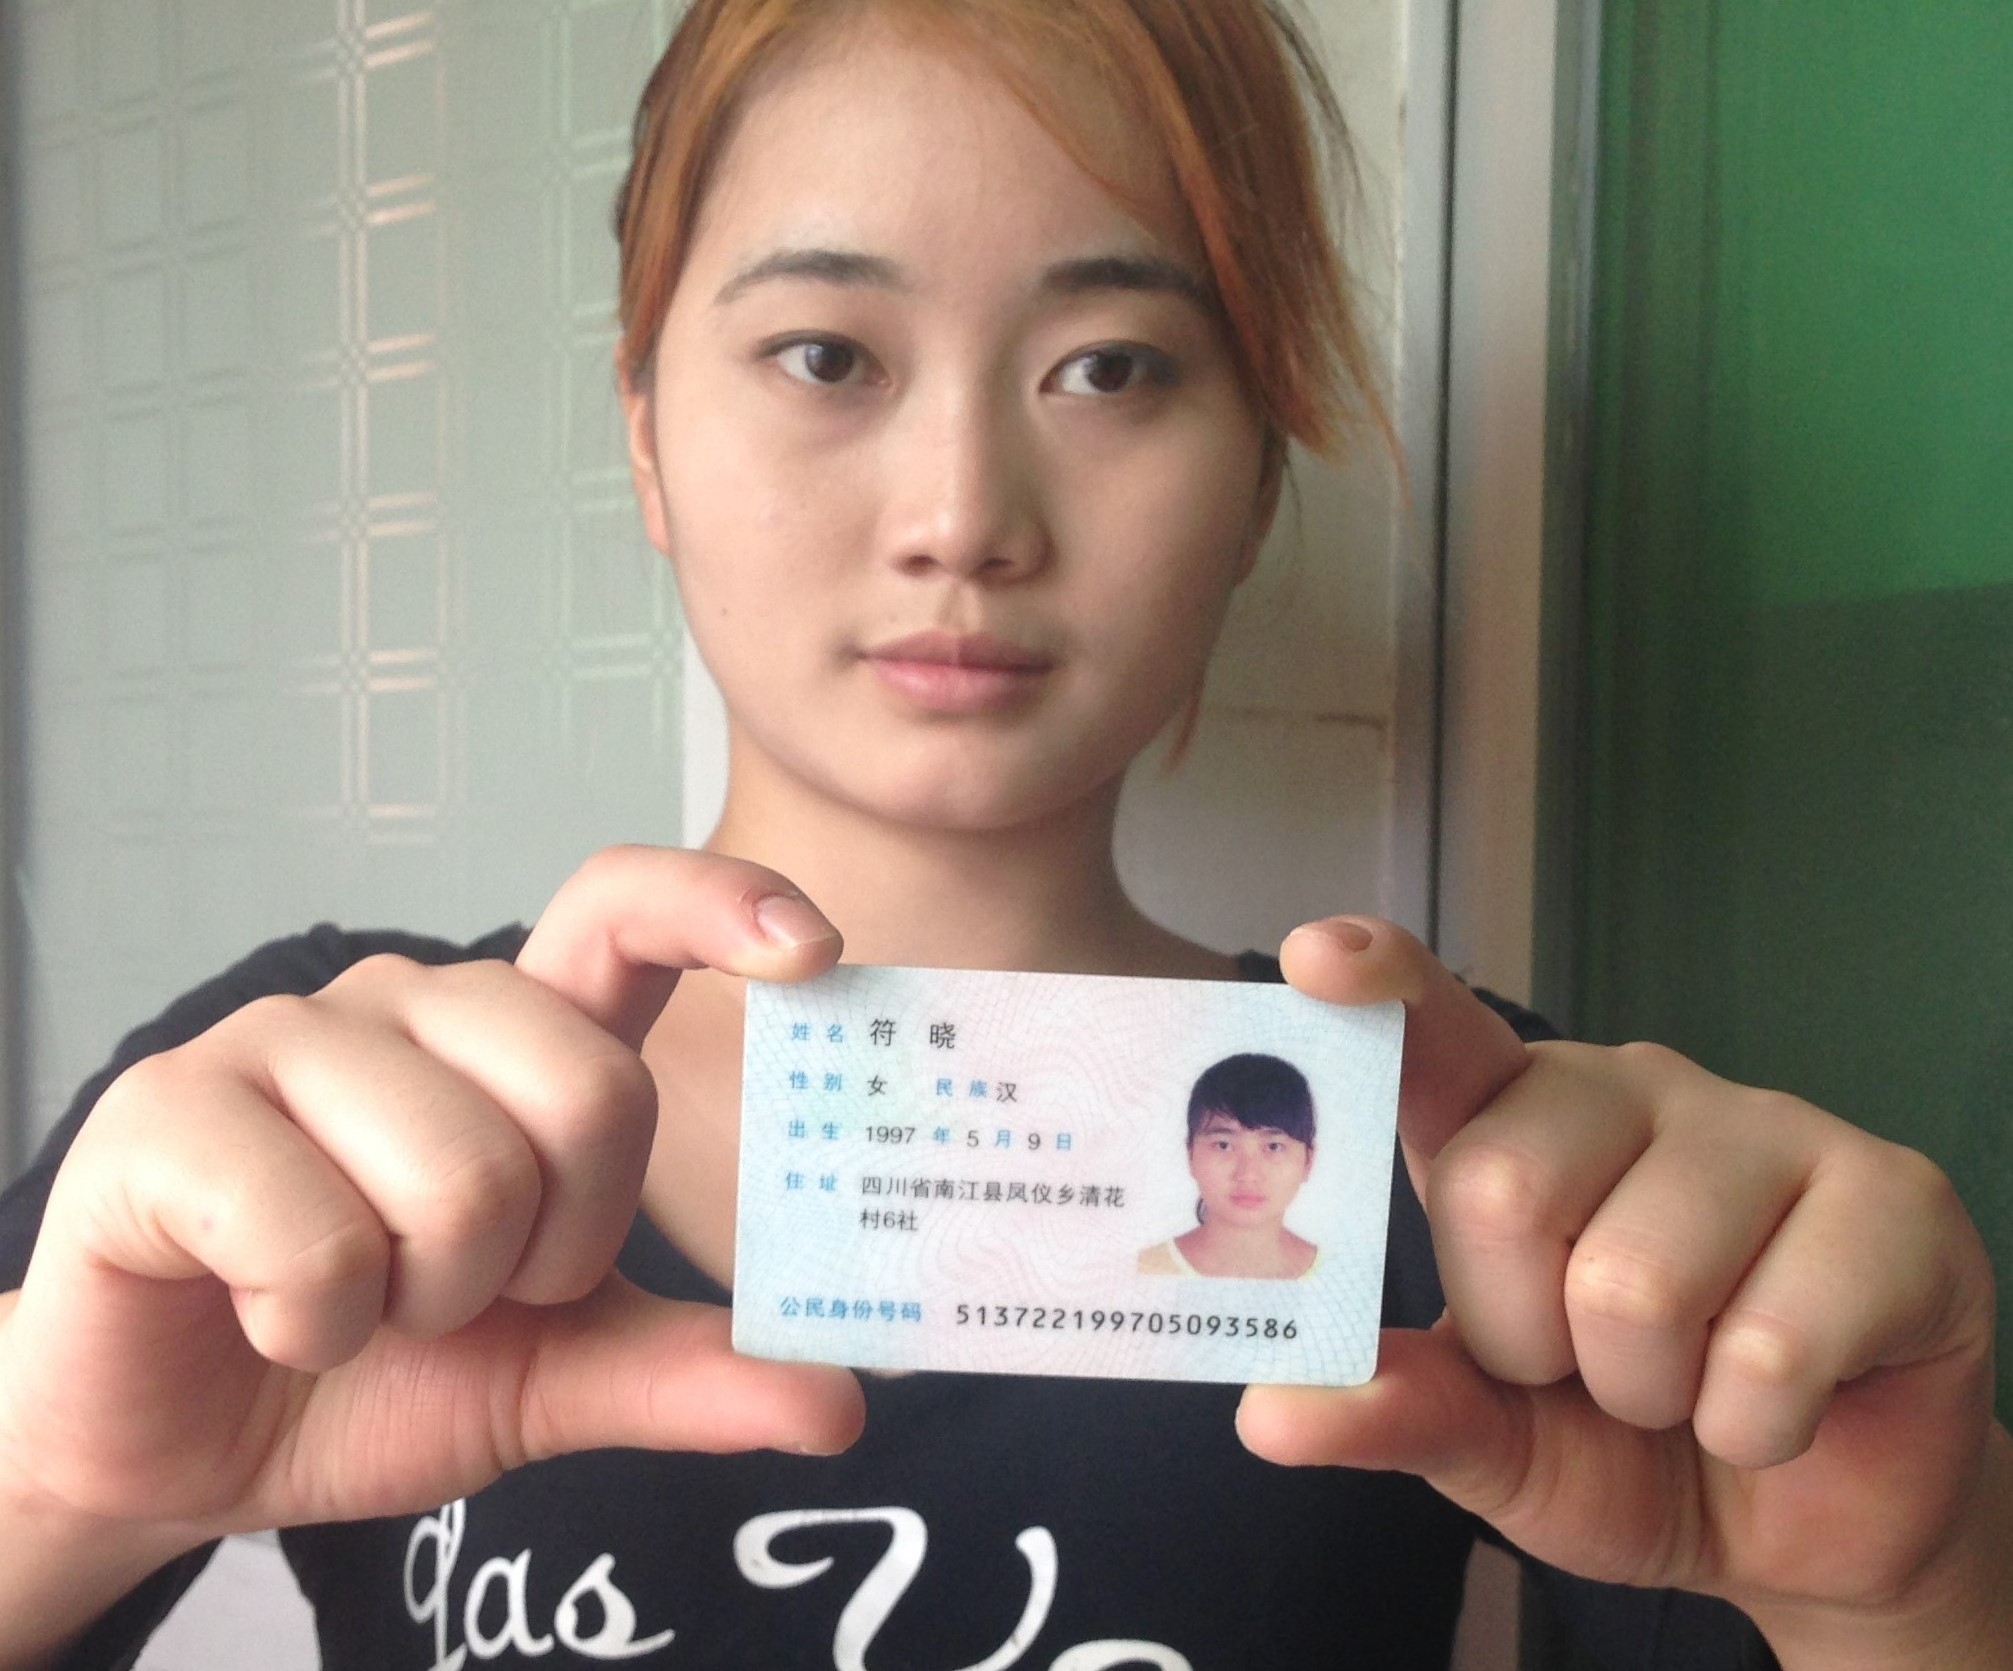 姓名 符 晓
性别 女 民族 汉
出生 1997 年 5 月 9 日
住址 四川省南江县凤仪乡清花
村6社
公民身份号码 513722199705093586